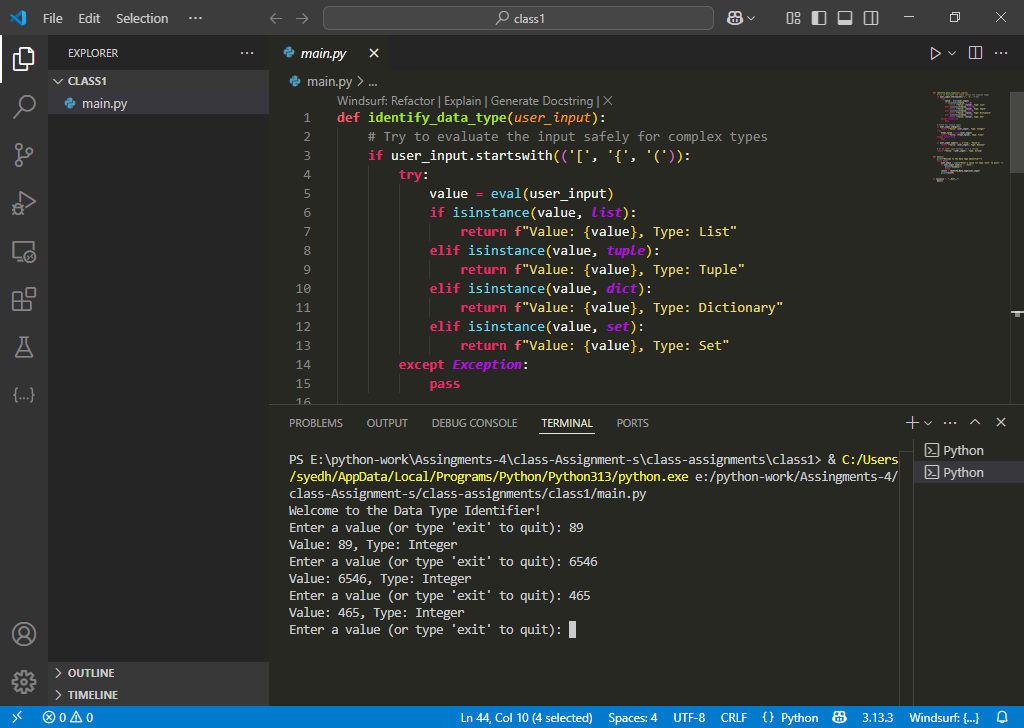 File Edit Selection ···
class1
EXPLORER ···
CLASS1
main.py
main.py
main.py > ...
Windsurf: Refactor | Explain | Generate Docstring | X
1 def identify_data_type(user_input):
2 # Try to evaluate the input safely for complex types
3 if user_input.startswith(('[', '{', '(')):
4 try:
5 value = eval(user_input)
6 if isinstance(value, list):
7 return f"Value: {value}, Type: List"
8 elif isinstance(value, tuple):
9 return f"Value: {value}, Type: Tuple"
10 elif isinstance(value, dict):
11 return f"Value: {value}, Type: Dictionary"
12 elif isinstance(value, set):
13 return f"Value: {value}, Type: Set"
14 except Exception:
15 pass
16
PROBLEMS OUTPUT DEBUG CONSOLE TERMINAL PORTS
PS E:\python-work\Assingments-4\class-Assignment-s\class-assignments\class1> & C:/Users
/syedh/AppData/Local/Programs/Python/Python313/python.exe e:/python-work/Assingments-4/
class-Assignment-s/class-assignments/class1/main.py
Welcome to the Data Type Identifier!
Enter a value (or type 'exit' to quit): 89
Value: 89, Type: Integer
Enter a value (or type 'exit' to quit): 6546
Value: 6546, Type: Integer
Enter a value (or type 'exit' to quit): 465
Value: 465, Type: Integer
Enter a value (or type 'exit' to quit):
Python
Python
OUTLINE
TIMELINE
0 0 Ln 44, Col 10 (4 selected) Spaces: 4 UTF-8 CRLF {} Python 3.13.3 Windsurf: {...}